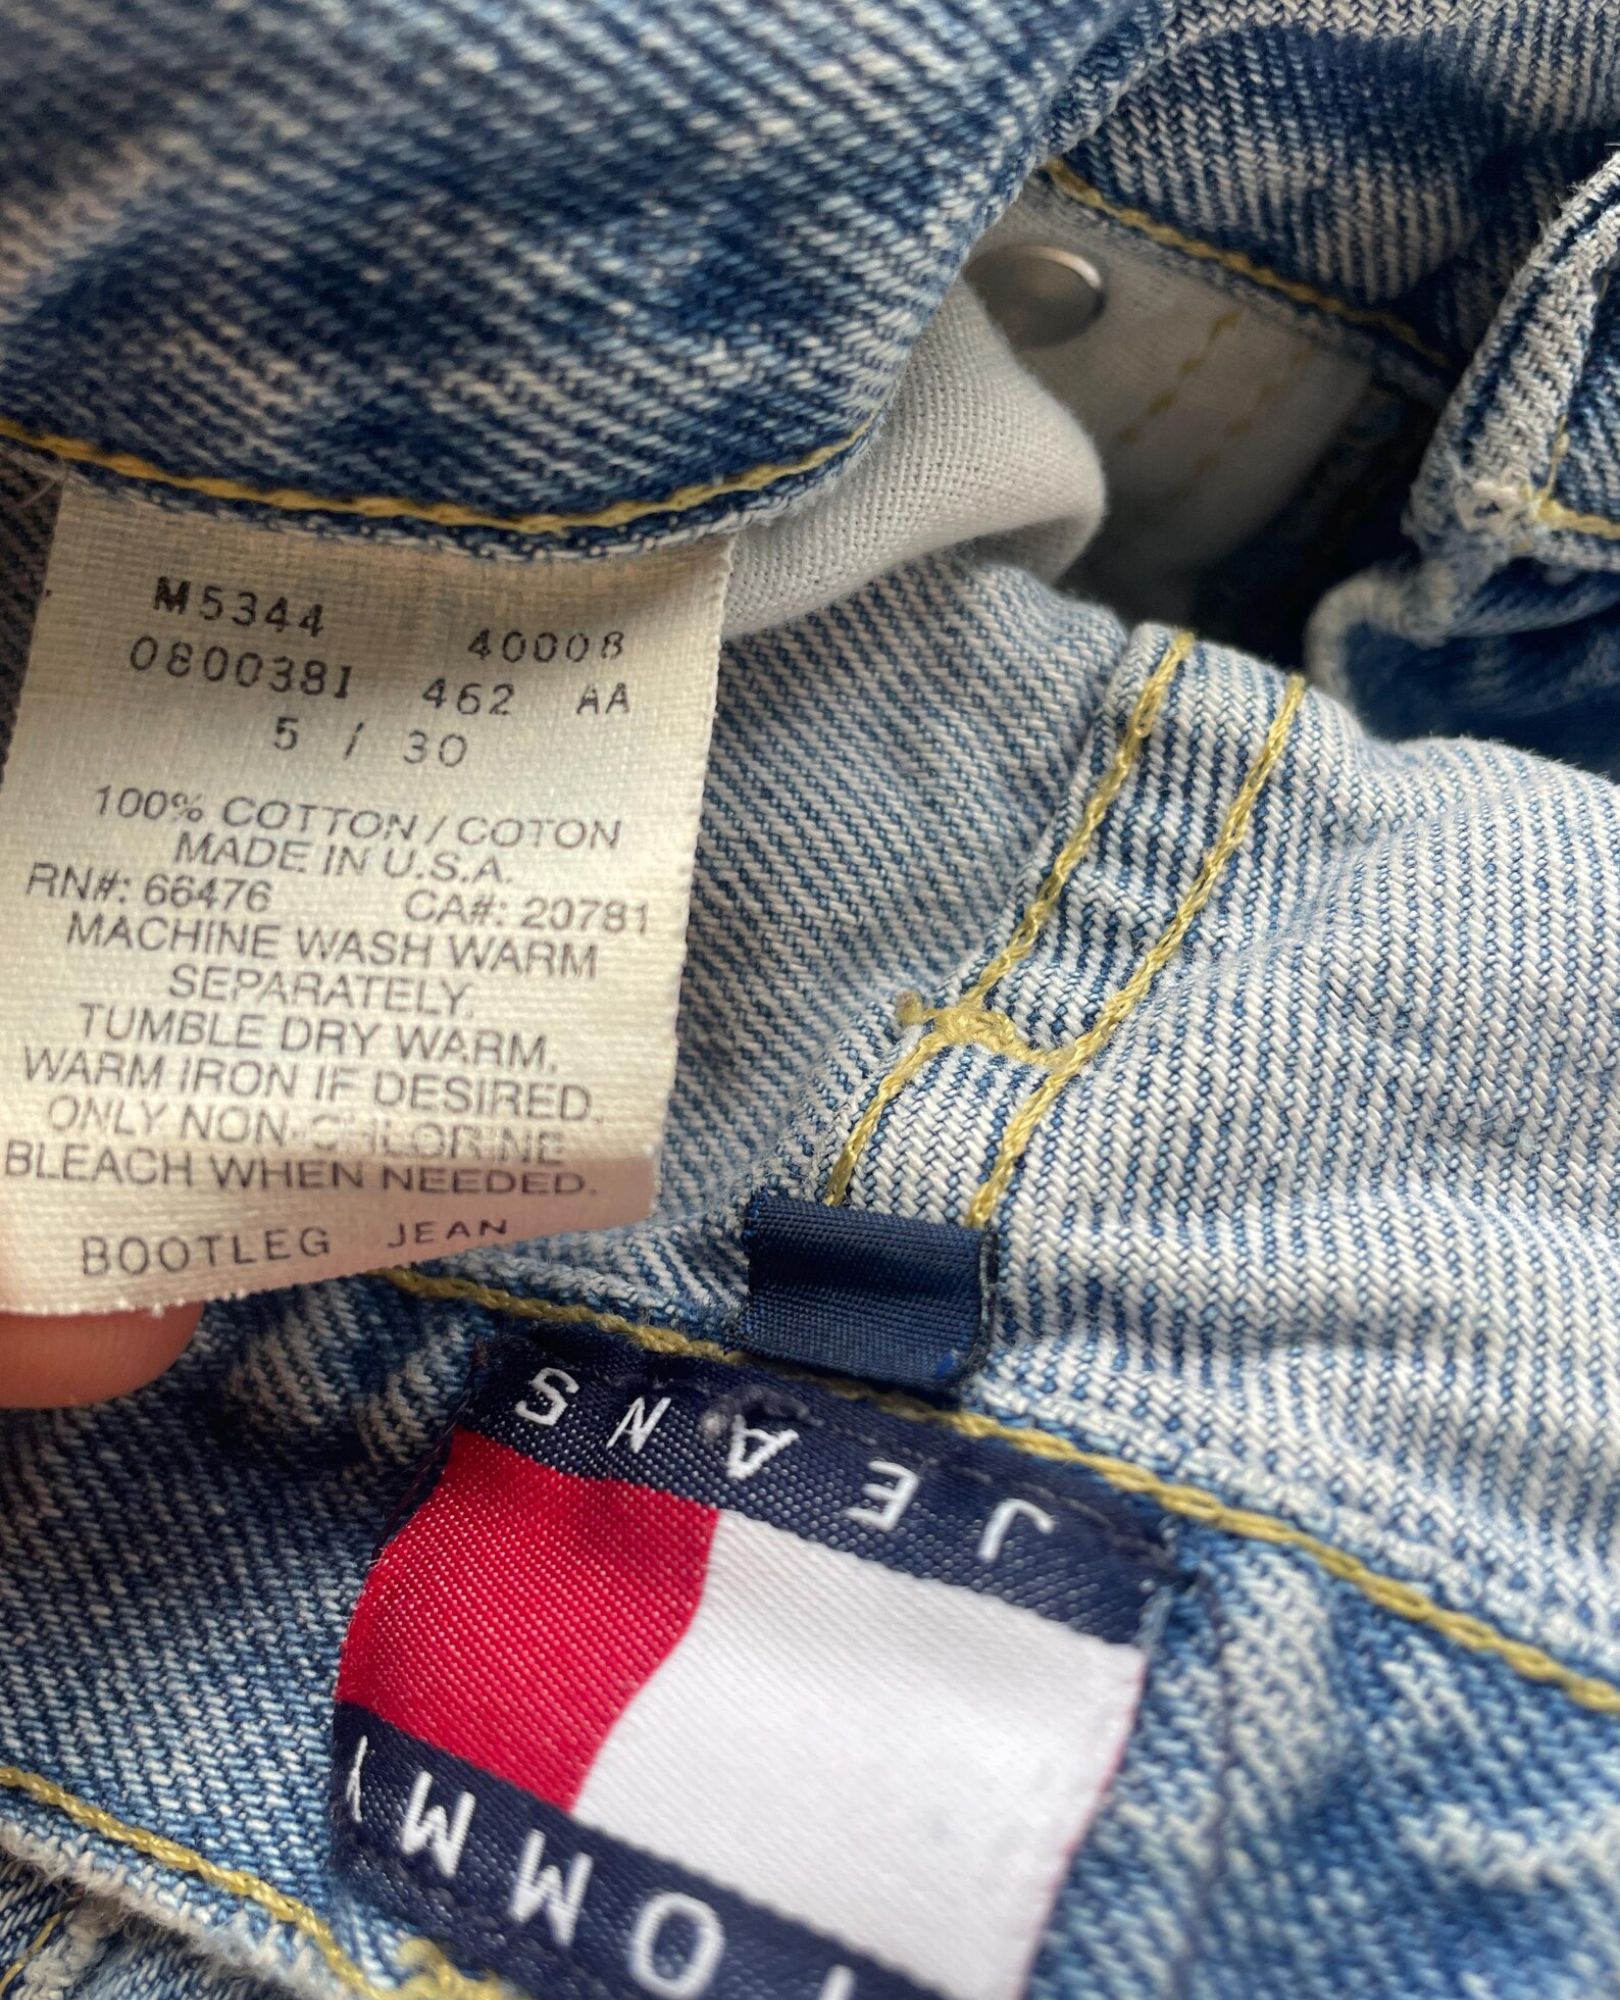 M5344 40008
0800381 462 AA
5 / 30
100% COTTON / COTON
MADE IN U.S.A.
RN#: 66476 CA#: 20781
MACHINE WASH WARM
SEPARATELY.
TUMBLE DRY WARM.
WARM IRON IF DESIRED.
ONLY NON-CHLORINE
BLEACH WHEN NEEDED.
BOOTLEG JEAN
TOMMY
JEANS